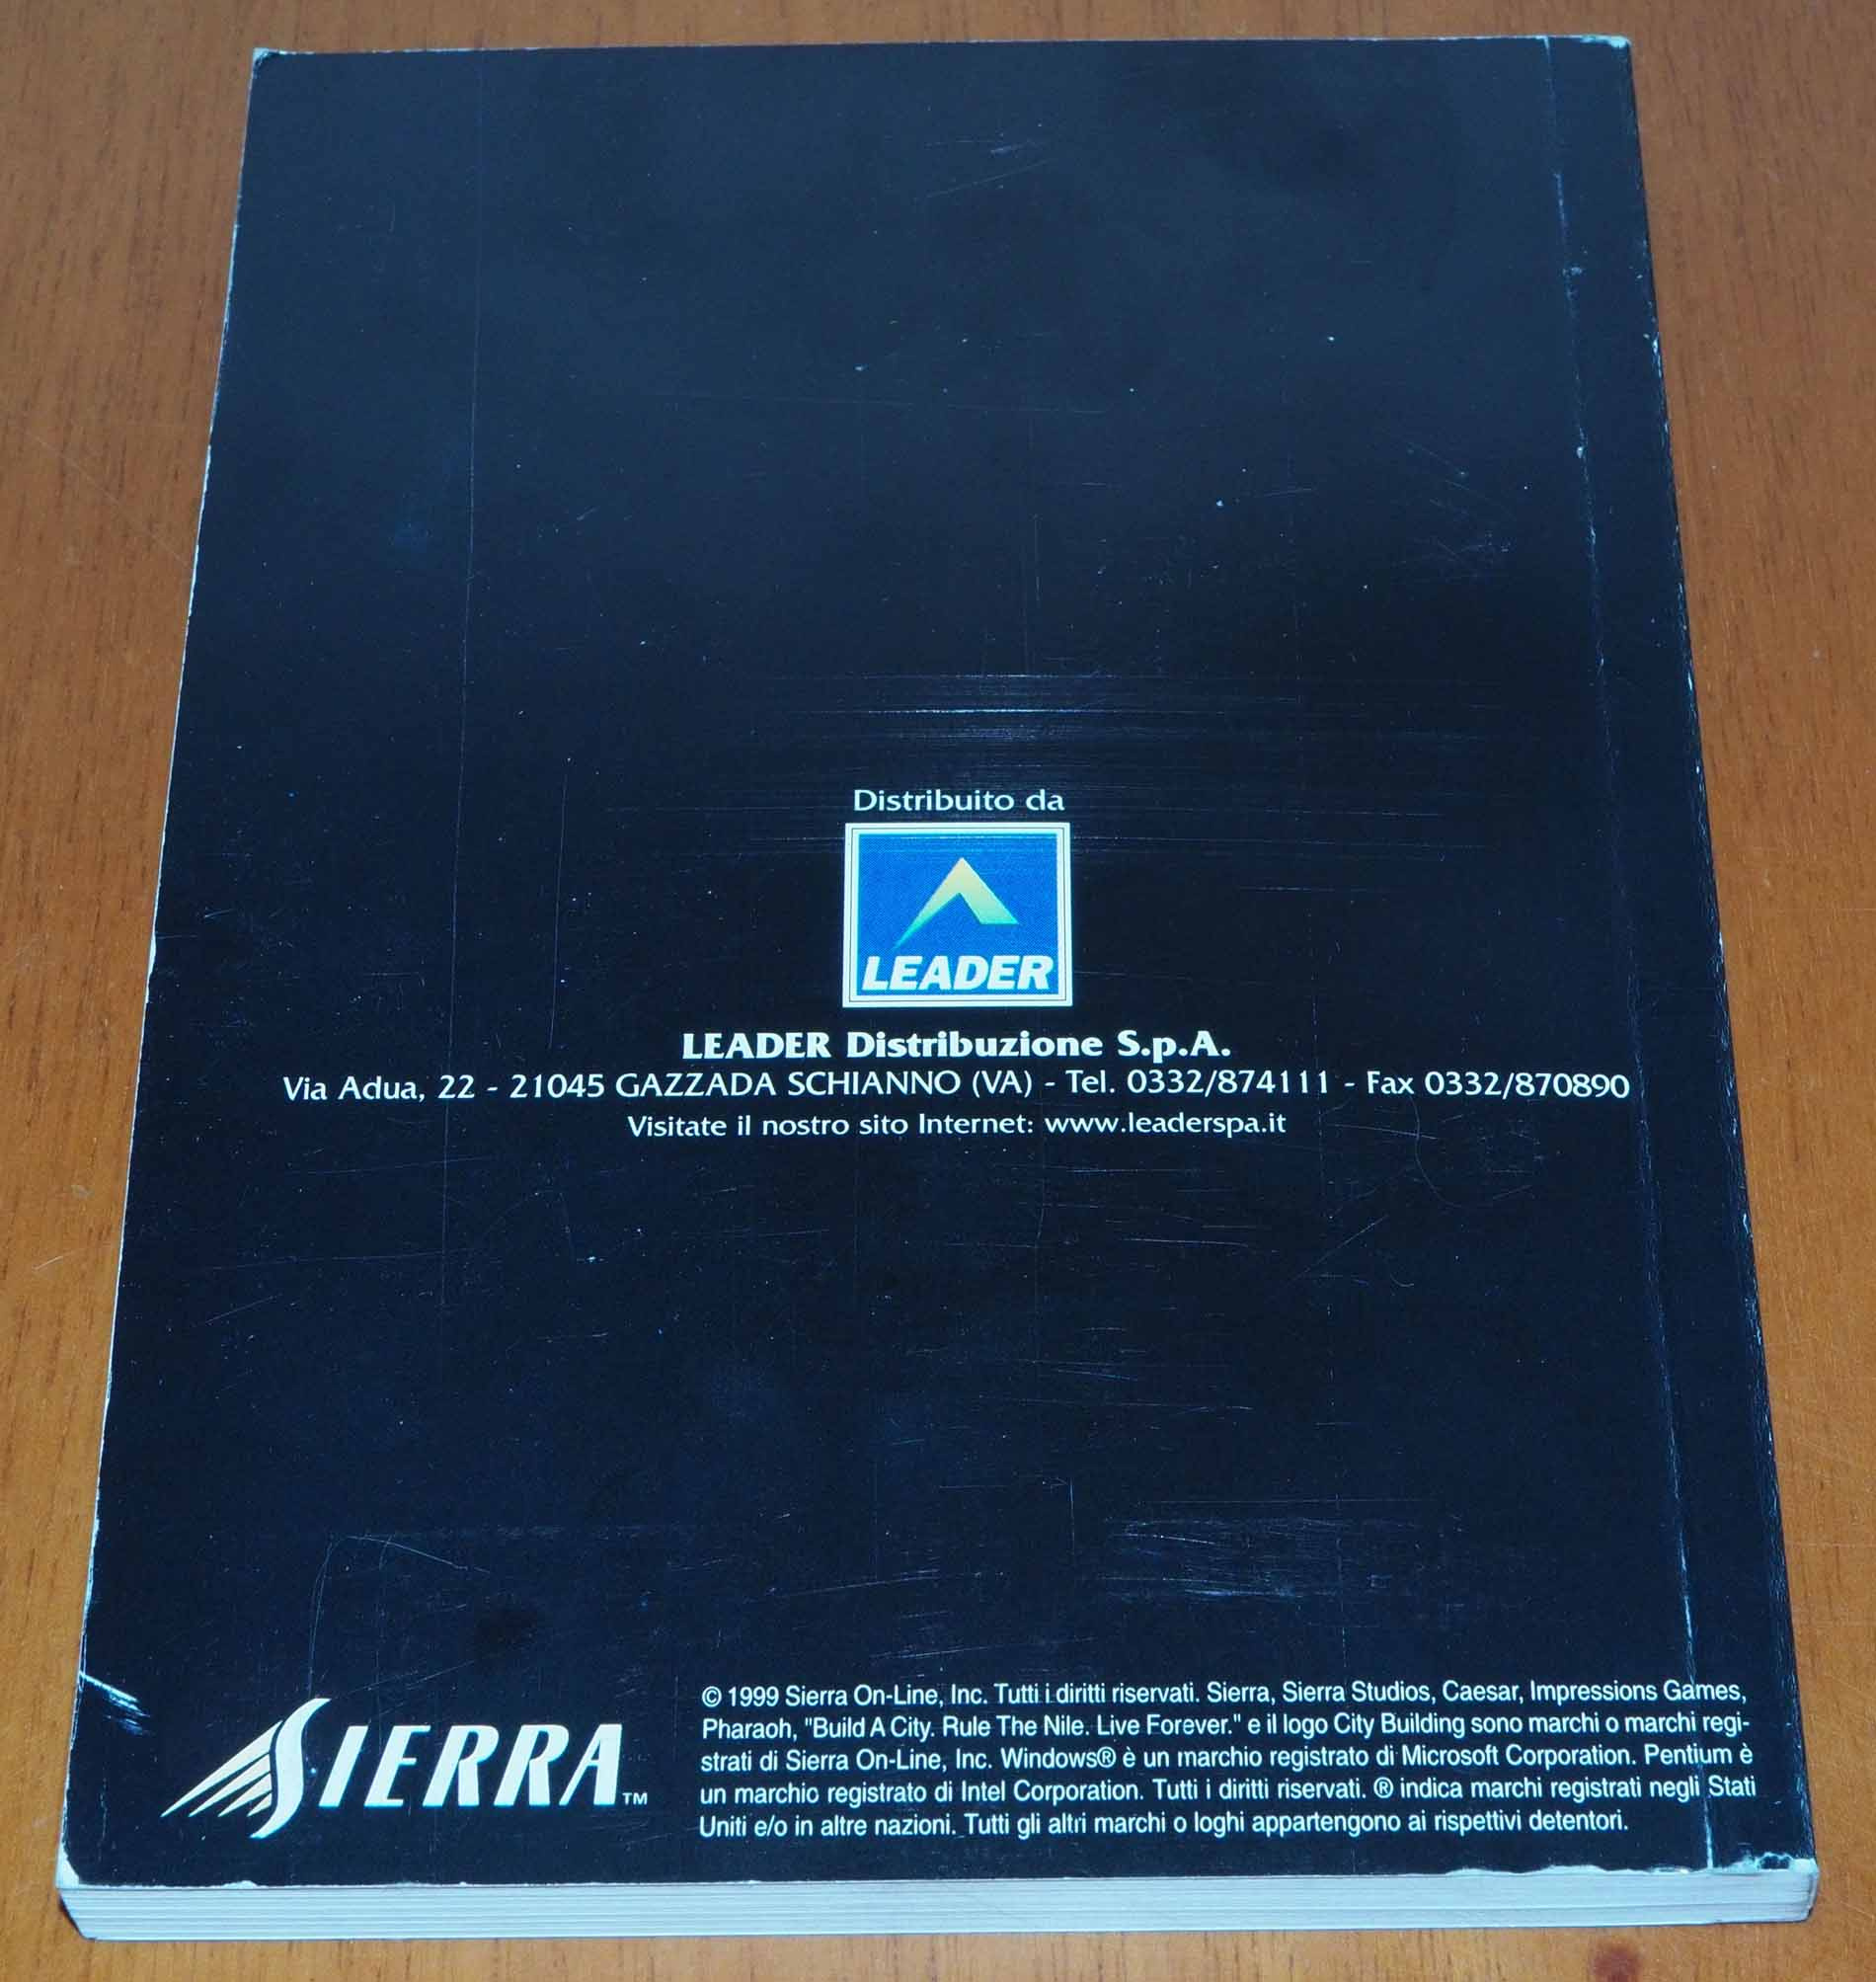 Distribuito da
LEADER
LEADER Distribuzione S.p.A.
Via Adua, 22 - 21045 GAZZADA SCHIANNO (VA) - Tel. 0332/874111 - Fax 0332/870890
Visitate il nostro sito Internet: www.leaderspa.it
SIERRA™
© 1999 Sierra On-Line, Inc. Tutti i diritti riservati. Sierra, Sierra Studios, Caesar, Impressions Games,
Pharaoh, "Build A City. Rule The Nile. Live Forever." e il logo City Building sono marchi o marchi regi-
strati di Sierra On-Line, Inc. Windows® è un marchio registrato di Microsoft Corporation. Pentium è
un marchio registrato di Intel Corporation. Tutti i diritti riservati. ® indica marchi registrati negli Stati
Uniti e/o in altre nazioni. Tutti gli altri marchi o loghi appartengono ai rispettivi detentori.